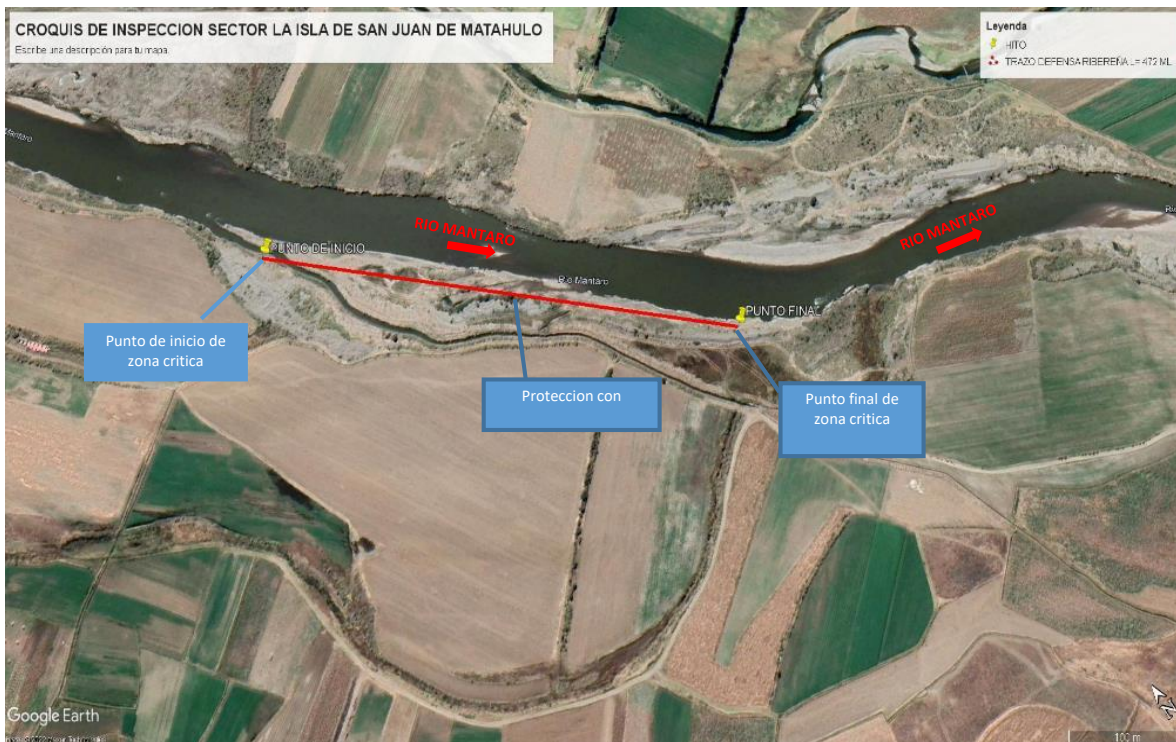 CROQUIS DE INSPECCION SECTOR LA ISLA DE SAN JUAN DE MATAHULO
Escribe una descripción para tu mapa.
Leyenda
HITO
TRAZO DEFENSA RIBEREÑA L= 472 ML
Mantaro
PUNTO DE INICIO
RIO MANTARO
RIO MANTARO
Rio Mantaro
PUNTO FINAL
Punto de inicio de
zona critica
Proteccion con
Punto final de
zona critica
Google Earth
100 m
N